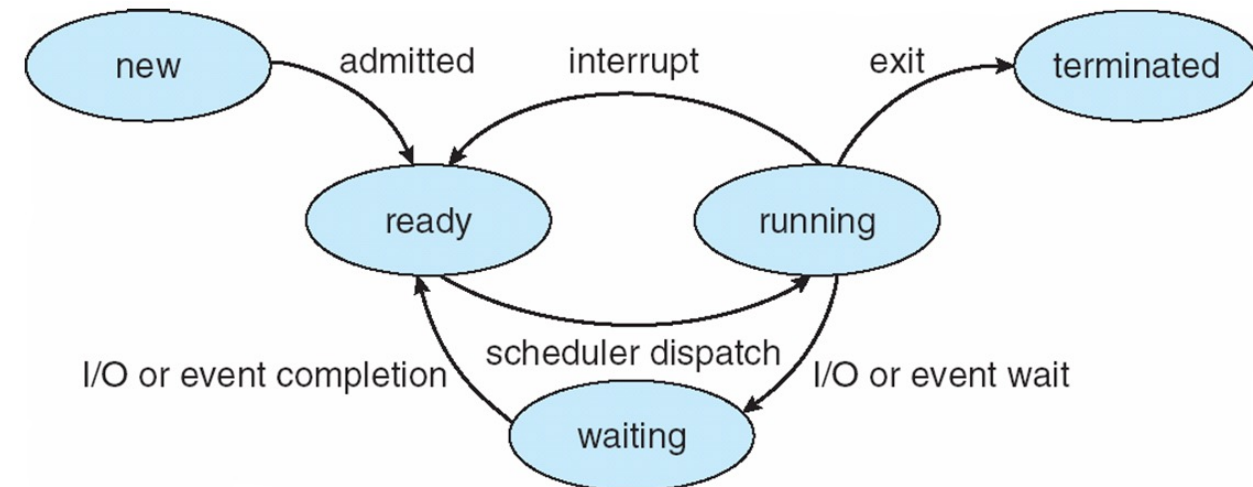 new
admitted
interrupt
exit
terminated
ready
running
scheduler dispatch
I/O or event completion
I/O or event wait
waiting